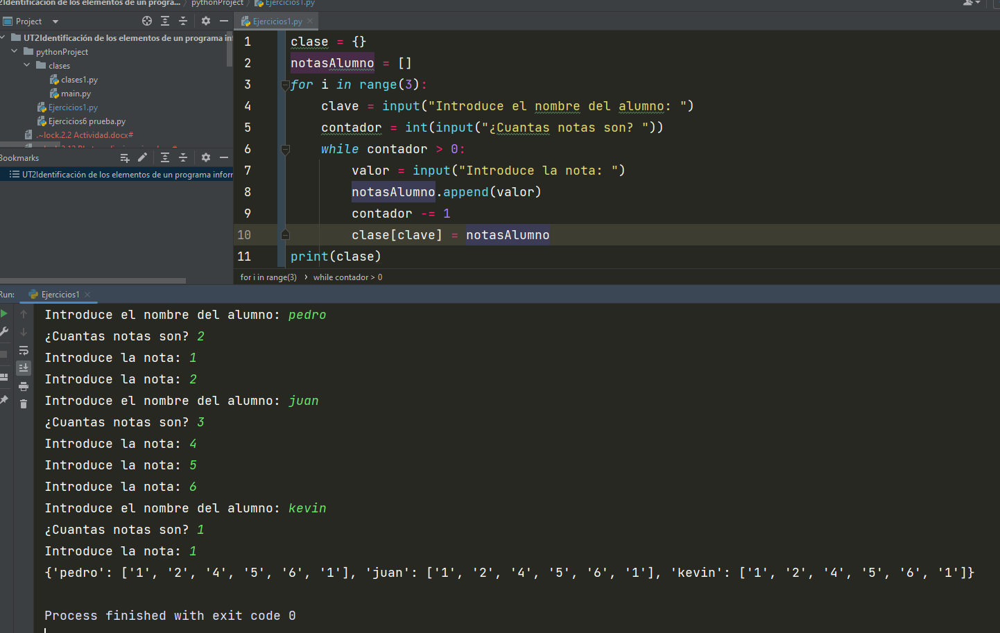 2Identificación de los elementos de un progra... pythonProject Ejercicios1.py
Project
Ejercicios1.py
UT2Identificación de los elementos de un programa in
pythonProject
clases
clases1.py
main.py
Ejercicios1.py
Ejercicios6 prueba.py
.~lock.2.2 Actividad.docx#
Bookmarks
UT2Identificación de los elementos de un programa inforr
1 clase = {}
2 notasAlumno = []
3 for i in range(3):
4 clave = input("Introduce el nombre del alumno: ")
5 contador = int(input("¿Cuantas notas son? "))
6 while contador > 0:
7 valor = input("Introduce la nota: ")
8 notasAlumno.append(valor)
9 contador -= 1
10 clase[clave] = notasAlumno
11 print(clase)
for i in range(3) › while contador > 0
Run: Ejercicios1
Introduce el nombre del alumno: pedro
¿Cuantas notas son? 2
Introduce la nota: 1
Introduce la nota: 2
Introduce el nombre del alumno: juan
¿Cuantas notas son? 3
Introduce la nota: 4
Introduce la nota: 5
Introduce la nota: 6
Introduce el nombre del alumno: kevin
¿Cuantas notas son? 1
Introduce la nota: 1
{'pedro': ['1', '2', '4', '5', '6', '1'], 'juan': ['1', '2', '4', '5', '6', '1'], 'kevin': ['1', '2', '4', '5', '6', '1']}
Process finished with exit code 0